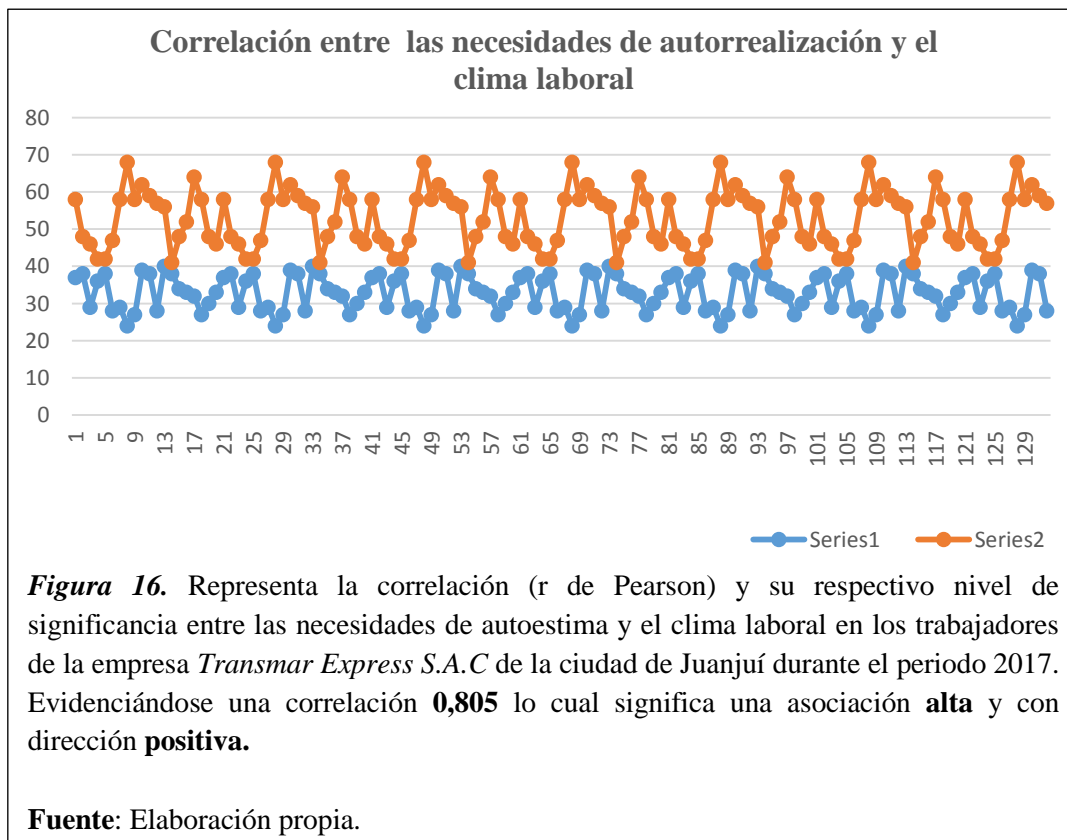 Correlación entre las necesidades de autorrealización y el
clima laboral
80
70
60
50
40
30
20
10
0
1 5 9 13 17 21 25 29 33 37 41 45 49 53 57 61 65 69 73 77 81 85 89 93 97 101 105 109 113 117 121 125 129
Series1 Series2
Figura 16. Representa la correlación (r de Pearson) y su respectivo nivel de
significancia entre las necesidades de autoestima y el clima laboral en los trabajadores
de la empresa Transmar Express S.A.C de la ciudad de Juanjuí durante el periodo 2017.
Evidenciándose una correlación 0,805 lo cual significa una asociación alta y con
dirección positiva.
Fuente: Elaboración propia.